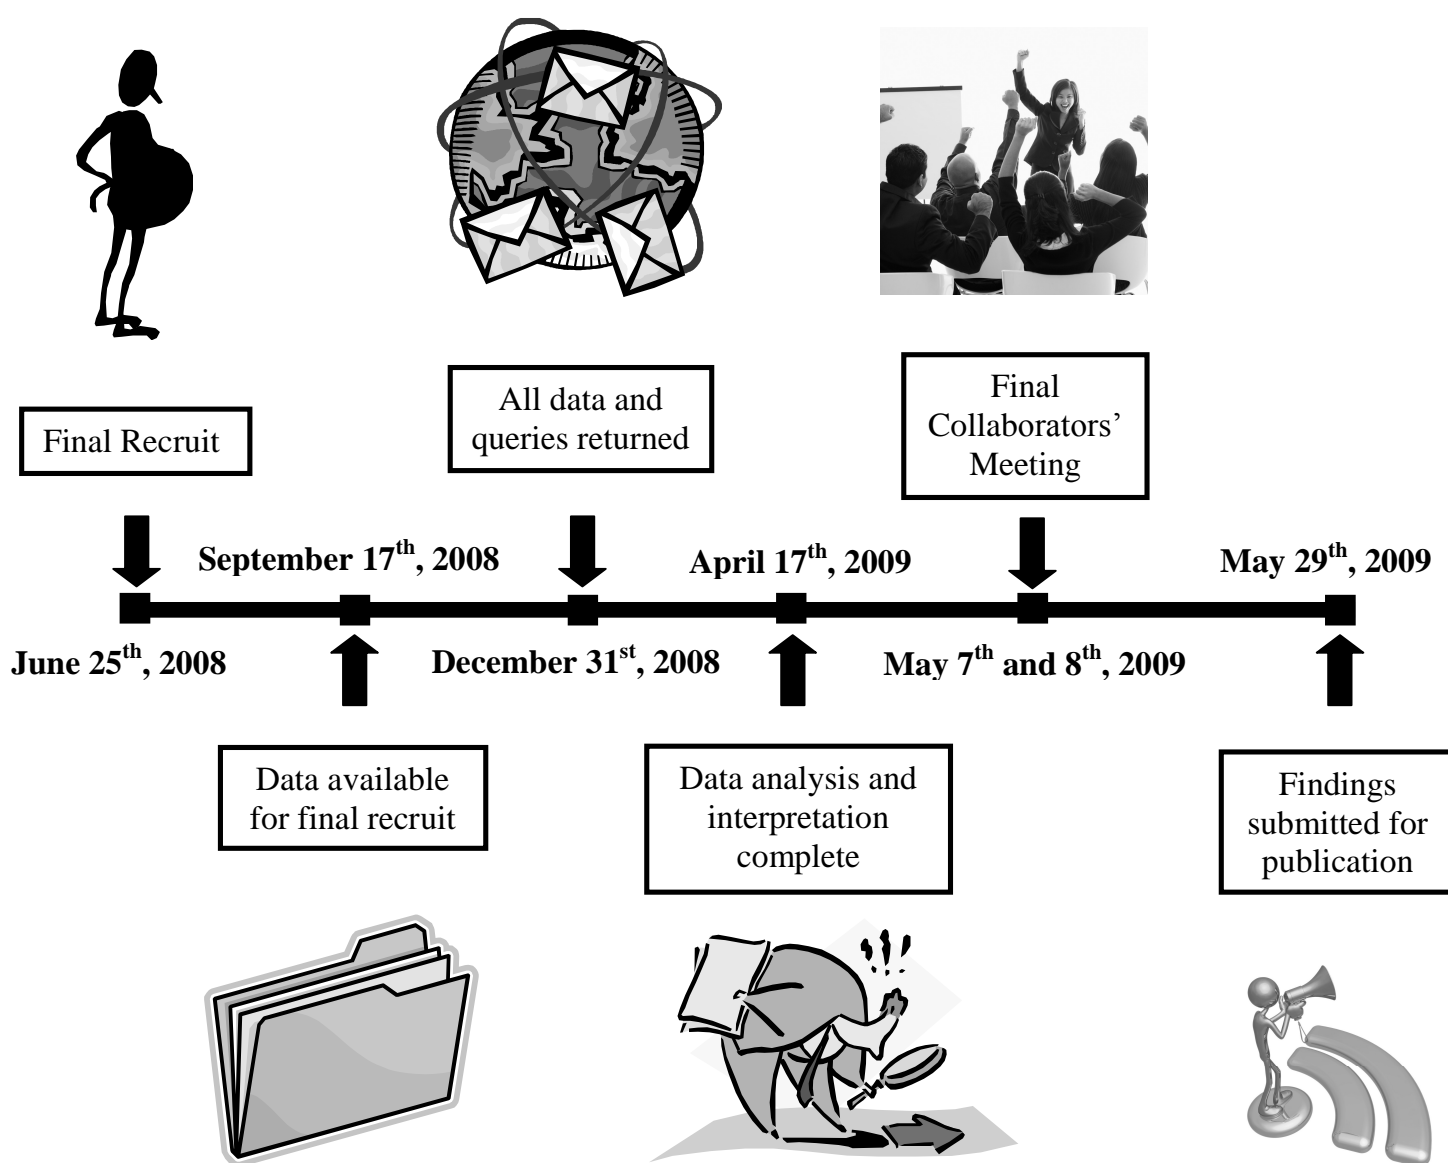 Final Recruit
All data and
queries returned
Final
Collaborators’
Meeting
September 17th, 2008
April 17th, 2009
May 29th, 2009
June 25th, 2008
December 31st, 2008
May 7th and 8th, 2009
Data available
for final recruit
Data analysis and
interpretation
complete
Findings
submitted for
publication